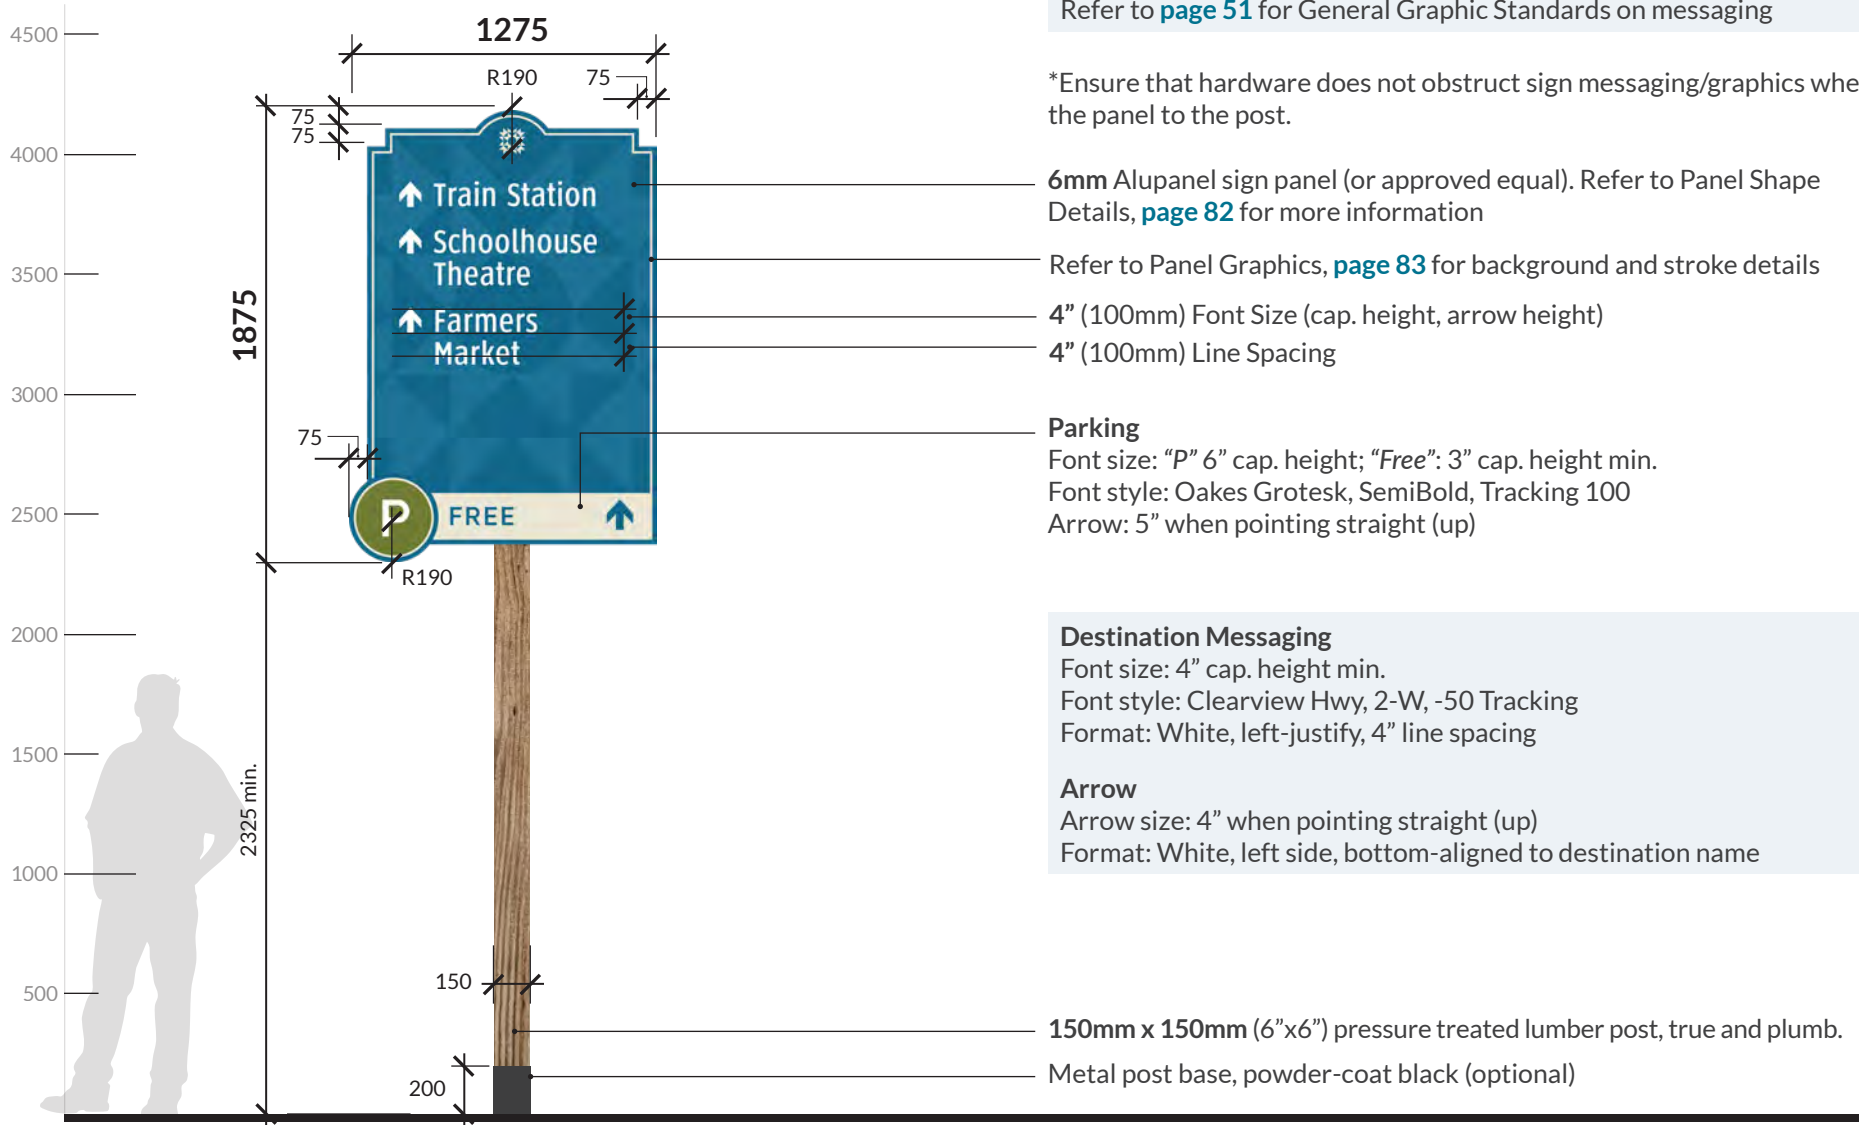 Refer to page 51 for General Graphic Standards on messaging
*Ensure that hardware does not obstruct sign messaging/graphics whe
the panel to the post.
6mm Alupanel sign panel (or approved equal). Refer to Panel Shape
Details, page 82 for more information
Refer to Panel Graphics, page 83 for background and stroke details
4” (100mm) Font Size (cap. height, arrow height)
4” (100mm) Line Spacing
Parking
Font size: “P” 6” cap. height; “Free”: 3” cap. height min.
Font style: Oakes Grotesk, SemiBold, Tracking 100
Arrow: 5” when pointing straight (up)
Destination Messaging
Font size: 4” cap. height min.
Font style: Clearview Hwy, 2-W, -50 Tracking
Format: White, left-justify, 4” line spacing
Arrow
Arrow size: 4” when pointing straight (up)
Format: White, left side, bottom-aligned to destination name
150mm x 150mm (6”x6”) pressure treated lumber post, true and plumb.
Metal post base, powder-coat black (optional)
4500
4000
3500
3000
2500
2000
1500
1000
500
1275
R190
75
75
75
1875
75
R190
2325 min.
150
200
Train Station
Schoolhouse
Theatre
Farmers
Market
P
FREE